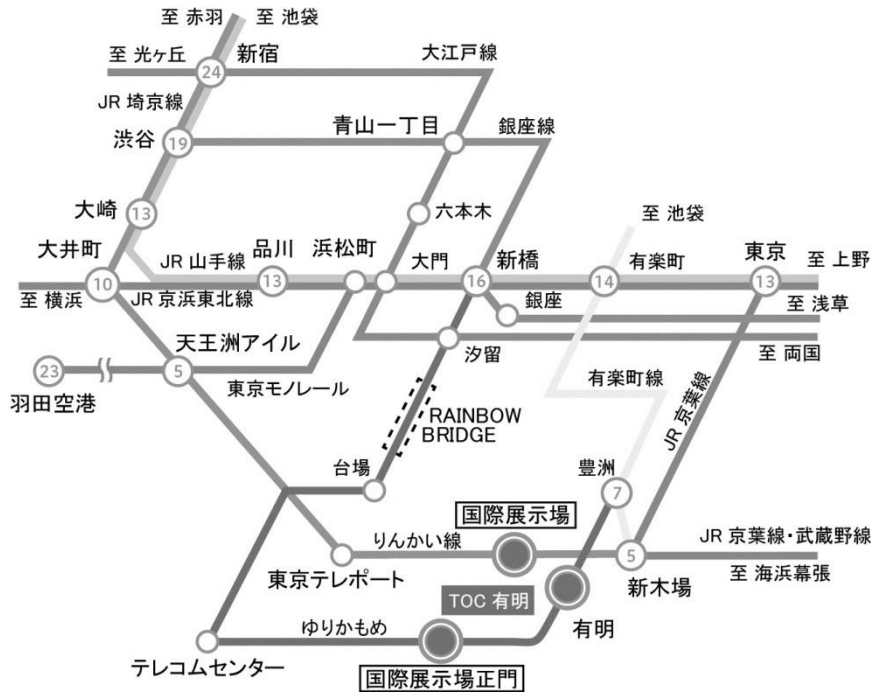 至 赤羽
至 池袋
至 光ヶ丘
新宿
大江戸線
24
JR 埼京線
渋谷
19
青山一丁目
銀座線
大崎
13
六本木
至 池袋
大井町
JR 山手線
品川
浜松町
大門
新橋
有楽町
東京
至 上野
10
13
16
14
13
至 横浜
JR 京浜東北線
銀座
至 浅草
天王洲アイル
汐留
至 両国
23
5
東京モノレール
有楽町線
羽田空港
RAINBOW
BRIDGE
JR 京葉線
台場
豊洲
7
国際展示場
りんかい線
JR 京葉線・武蔵野線
5
東京テレポート
新木場
至 海浜幕張
TOC 有明
有明
ゆりかもめ
テレコムセンター
国際展示場正門